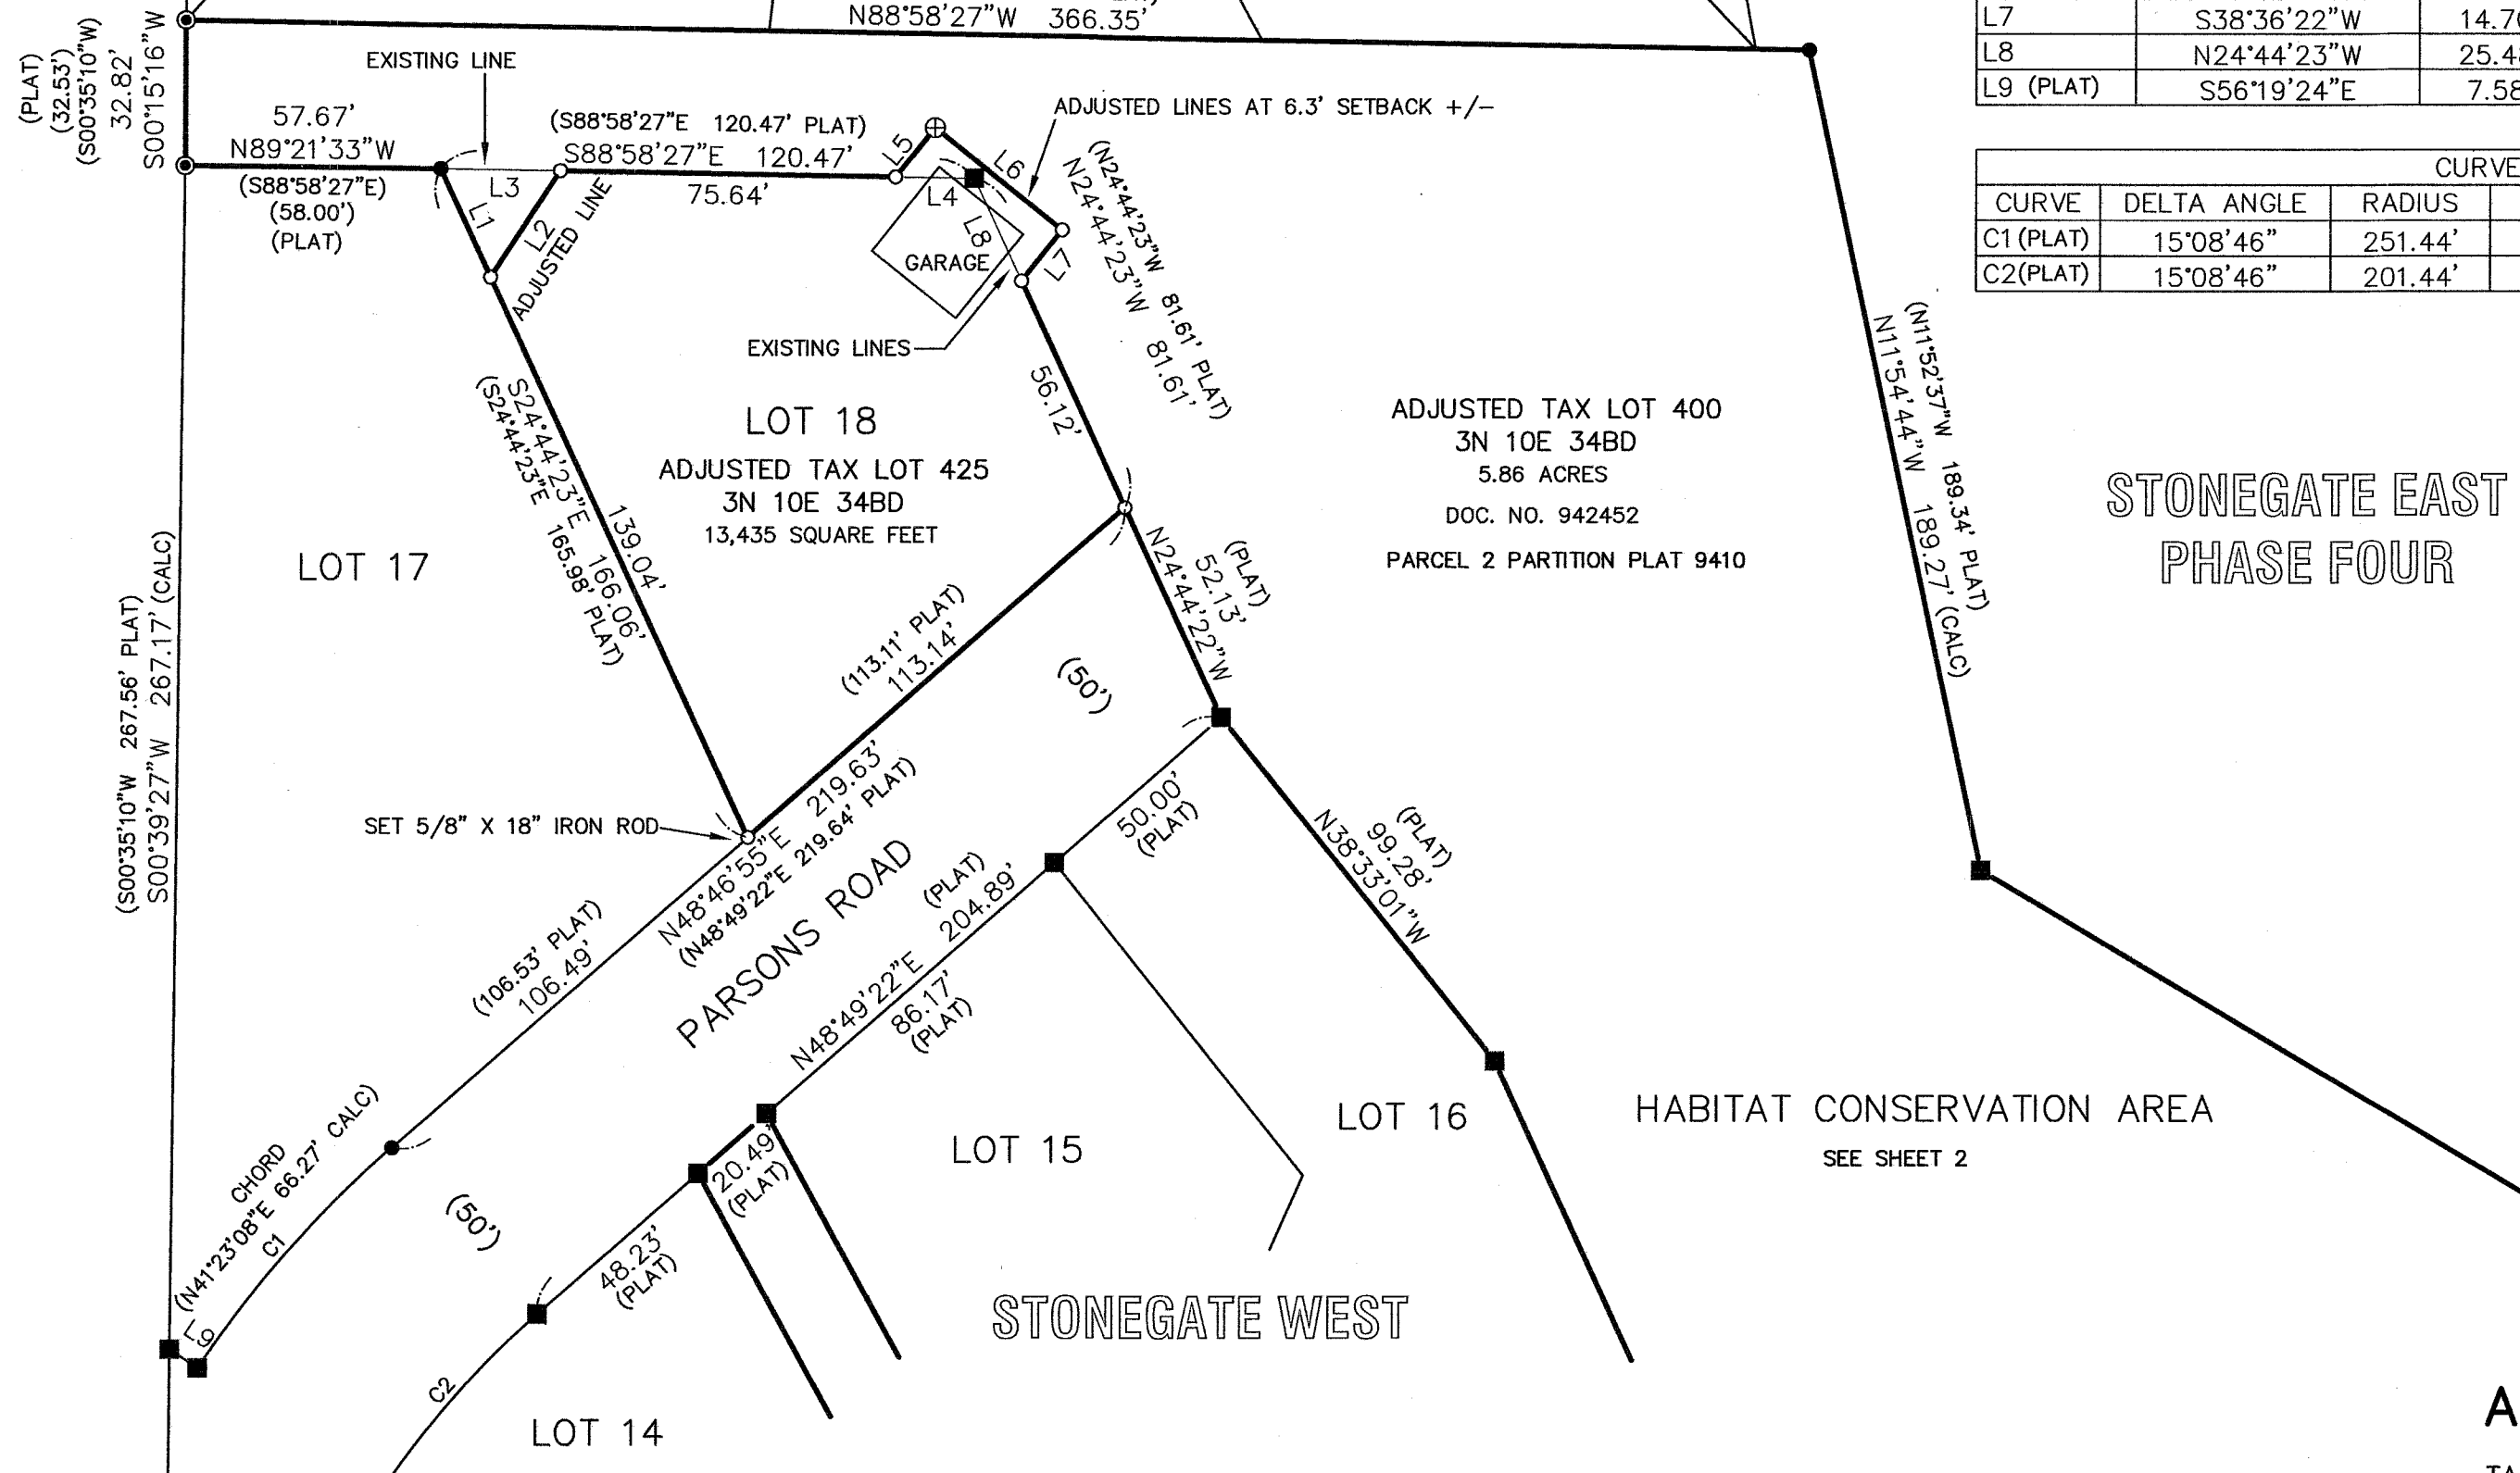 N88°58'27"W 366.35'
(PLAT)
(32.53')
(S00°35'10"W)
32.82'
S00°15'16"W
EXISTING LINE
57.67'
N89°21'33"W
(S88°58'27"E)
(58.00')
(PLAT)
(S88°58'27"E 120.47' PLAT)
S88°58'27"E 120.47'
75.64'
ADJUSTED LINES AT 6.3' SETBACK +/-
L1
L2
L3
L4
L5
L6
L7
L8
ADJUSTED LINE
GARAGE
EXISTING LINES
(N24°44'23"W 81.61' PLAT)
N24°44'23"W 81.61'
56.12'
L7 S38°36'22"W
L8 N24°44'23"W
L9 (PLAT) S56°19'24"E 7.58
CURVE
CURVE DELTA ANGLE RADIUS
C1(PLAT) 15°08'46" 251.44'
C2(PLAT) 15°08'46" 201.44'
(N11°52'37"W 189.34' PLAT)
N11°54'44"W 189.27' (CALC)
LOT 18
ADJUSTED TAX LOT 425
3N 10E 34BD
13,435 SQUARE FEET
ADJUSTED TAX LOT 400
3N 10E 34BD
5.86 ACRES
DOC. NO. 942452
PARCEL 2 PARTITION PLAT 9410
STONEGATE EAST
PHASE FOUR
LOT 17
139.04'
S24°44'23"E 166.06'
(S24°44'23"E 165.98' PLAT)
(S00°35'10"W 267.56' PLAT)
S00°39'27"W 267.17' (CALC)
(113.11' PLAT)
113.14'
(PLAT)
52.13'
N24°44'22"W
(50')
SET 5/8" X 18" IRON ROD
219.63'
N48°46'55"E
(N48°49'22"E 219.64' PLAT)
PARSONS ROAD
50.00'
(PLAT)
(PLAT)
99.28'
N38°33'01"W
(PLAT)
N48°49'22"E 204.89'
86.17'
(PLAT)
(106.53' PLAT)
106.49'
CHORD
(N41°23'08"E 66.27' CALC)
C1
L9
(50')
20.49'
(PLAT)
48.23'
(PLAT)
C2
LOT 15
LOT 16
HABITAT CONSERVATION AREA
SEE SHEET 2
STONEGATE WEST
LOT 14
A